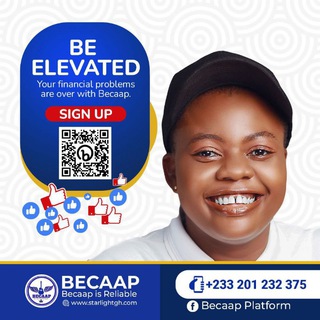 BE
ELEVATED
Your financial problems
are over with Becaap.
SIGN UP
BECAAP
BECAAP
Becaap is Reliable
www.starlightgh.com
+233 201 232 375
Becaap Platform